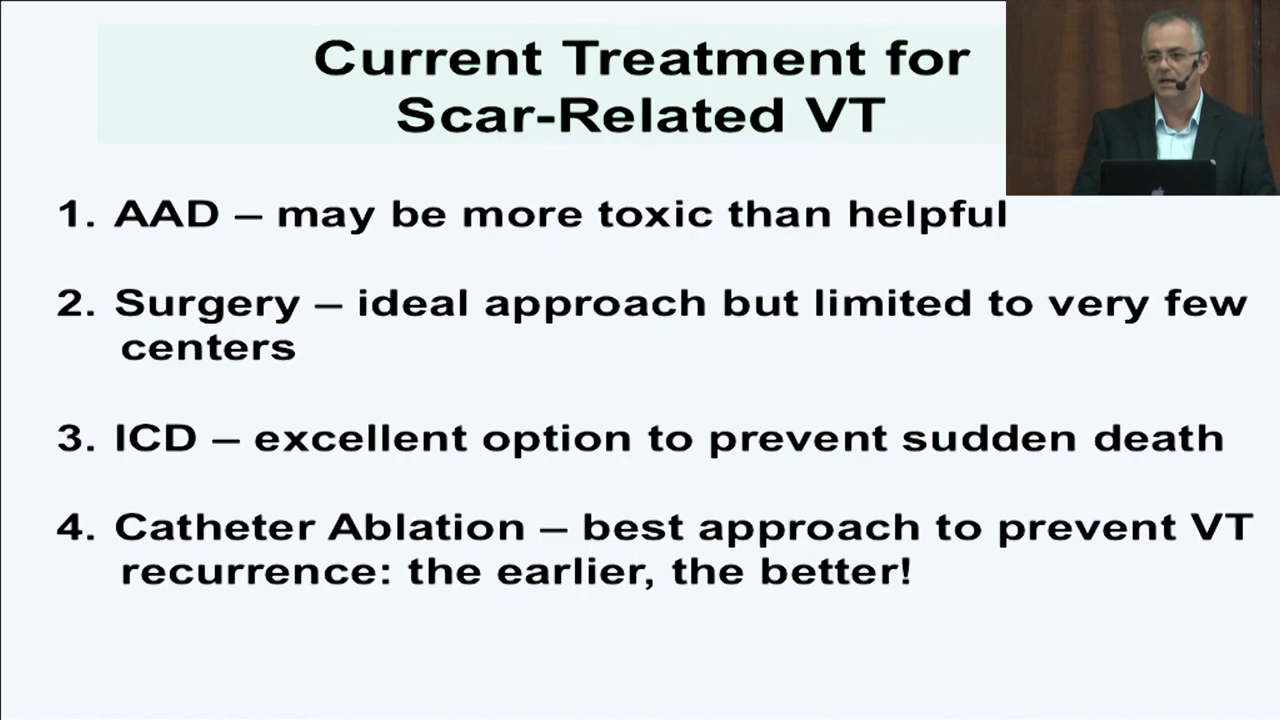 Current Treatment for
Scar-Related VT
1. AAD – may be more toxic than helpful
2. Surgery – ideal approach but limited to very few
centers
3. ICD – excellent option to prevent sudden death
4. Catheter Ablation – best approach to prevent VT
recurrence: the earlier, the better!